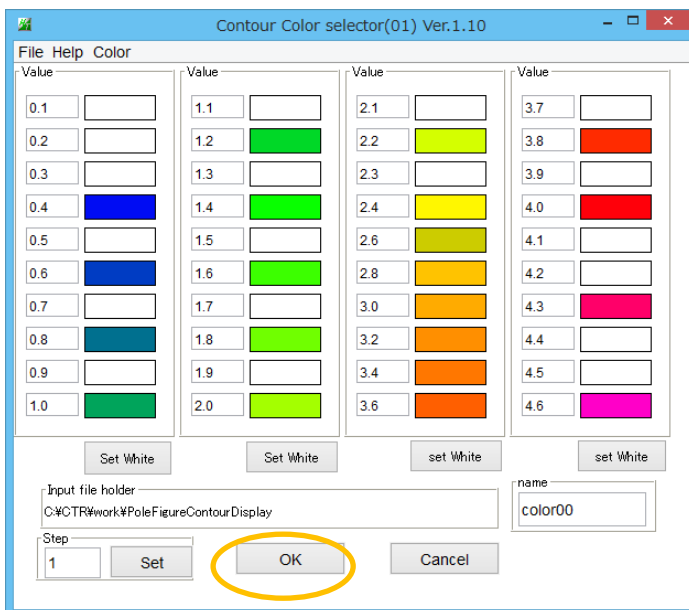 Contour Color selector(01) Ver.1.10
File Help Color
Value Value Value Value
0.1 1.1 2.1 3.7
0.2 1.2 2.2 3.8
0.3 1.3 2.3 3.9
0.4 1.4 2.4 4.0
0.5 1.5 2.6 4.1
0.6 1.6 2.8 4.2
0.7 1.7 3.0 4.3
0.8 1.8 3.2 4.4
0.9 1.9 3.4 4.5
1.0 2.0 3.6 4.6
Set White Set White set White set White
Input file holder name
C:¥CTR¥work¥PoleFigureContourDisplay color00
Step
1 Set OK Cancel